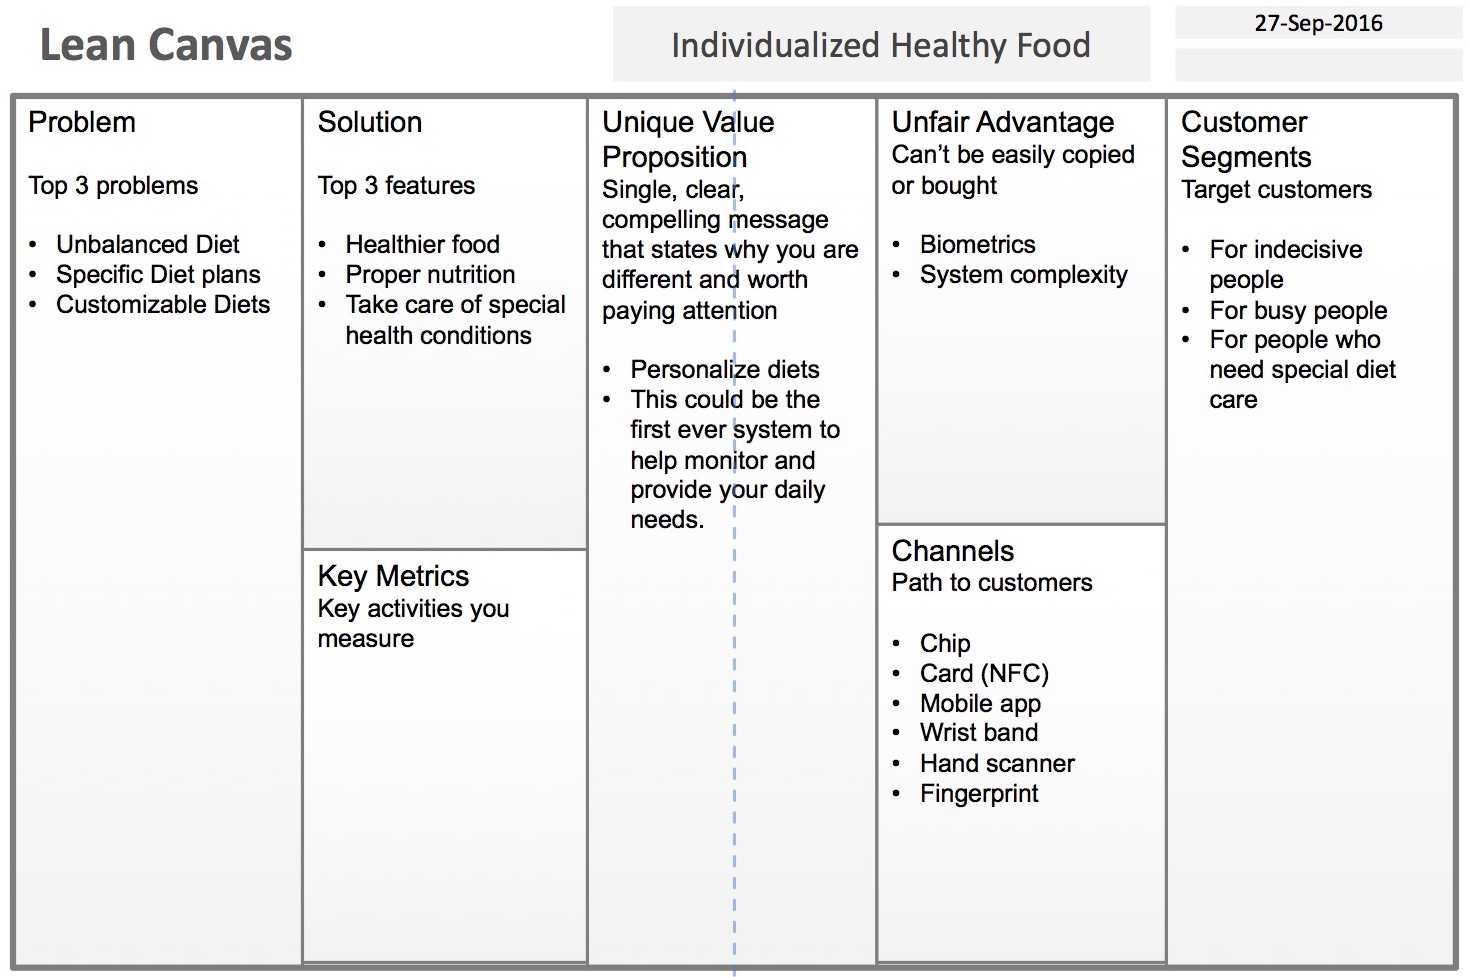 Lean Canvas
Individualized Healthy Food
27-Sep-2016
Problem
Top 3 problems
• Unbalanced Diet
• Specific Diet plans
• Customizable Diets
Solution
Top 3 features
• Healthier food
• Proper nutrition
• Take care of special
health conditions
Key Metrics
Key activities you
measure
Unique Value
Proposition
Single, clear,
compelling message
that states why you are
different and worth
paying attention
• Personalize diets
• This could be the
first ever system to
help monitor and
provide your daily
needs.
Unfair Advantage
Can’t be easily copied
or bought
• Biometrics
• System complexity
Channels
Path to customers
• Chip
• Card (NFC)
• Mobile app
• Wrist band
• Hand scanner
• Fingerprint
Customer
Segments
Target customers
• For indecisive
people
• For busy people
• For people who
need special diet
care